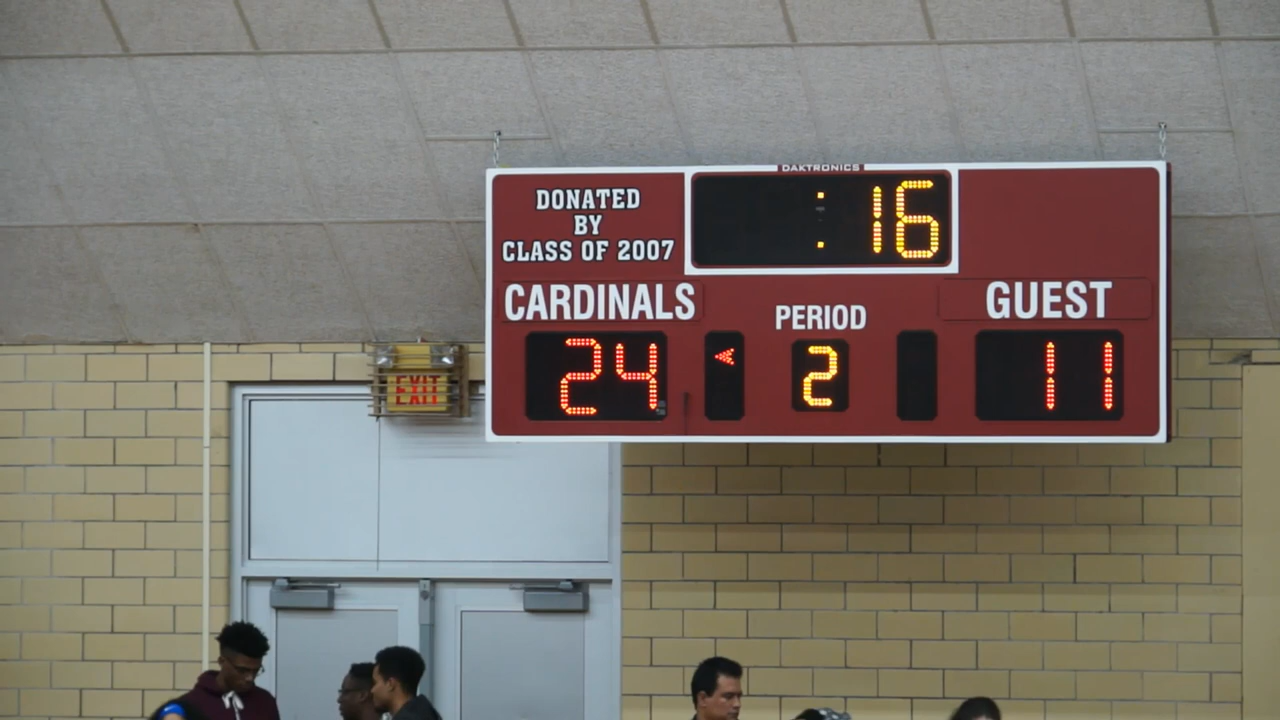 DAKTRONICS
DONATED
BY
CLASS OF 2007
:16
CARDINALS
PERIOD
GUEST
24
2
11
EXIT